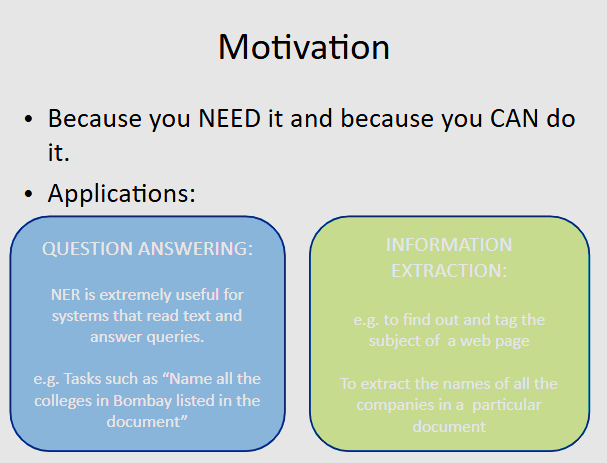 Motivation
• Because you NEED it and because you CAN do
it.
• Applications:
QUESTION ANSWERING:
NER is extremely useful for
systems that read text and
answer queries.
e.g. Tasks such as “Name all the
colleges in Bombay listed in the
document”
INFORMATION
EXTRACTION:
e.g. to find out and tag the
subject of a web page
To extract the names of all the
companies in a particular
document